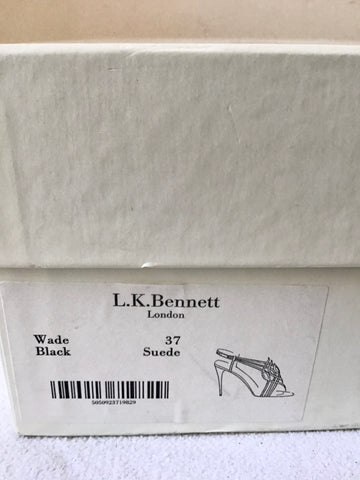 L.K.Bennett
London
Wade 37
Black Suede
5050923719829